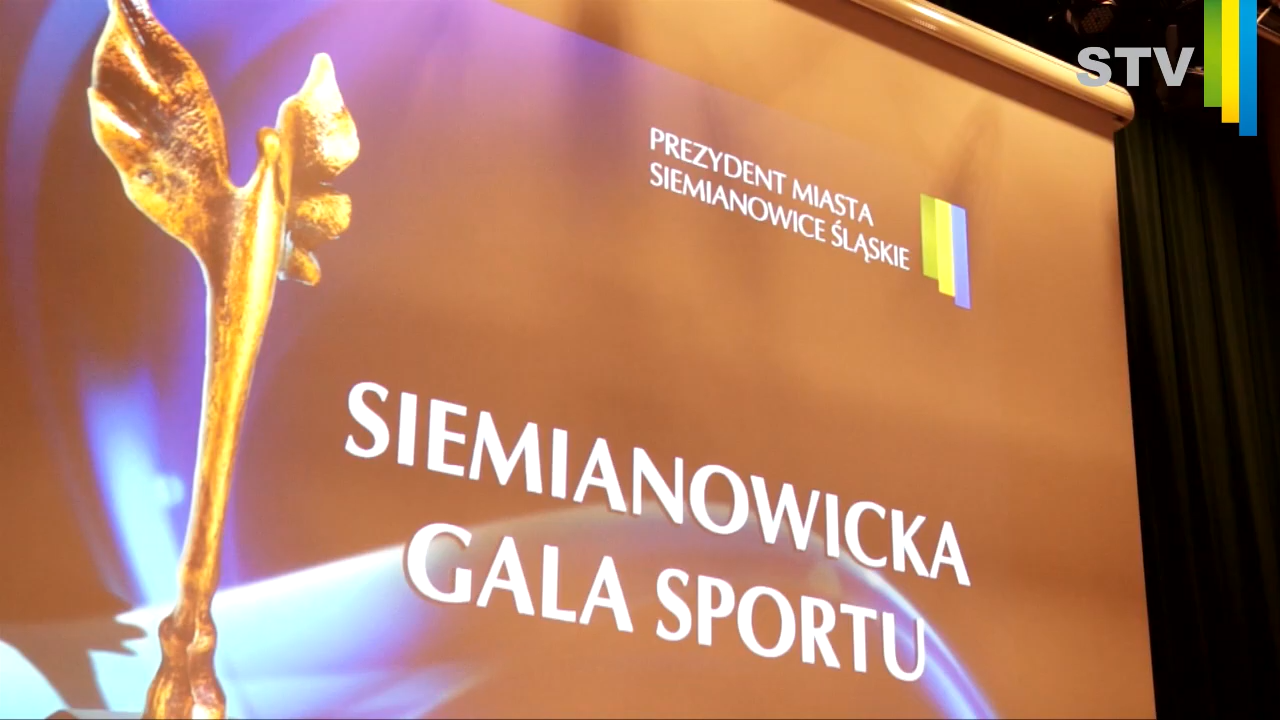 STV
PREZYDENT MIASTA
SIEMIANOWICE ŚLĄSKIE
SIEMIANOWICKA
GALA SPORTU